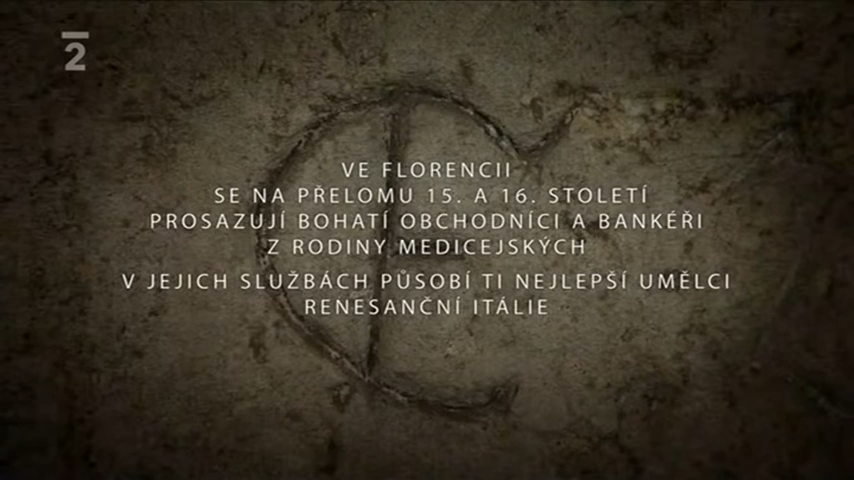 2
VE FLORENCII
SE NA PŘELOMU 15. A 16. STOLETÍ
PROSAZUJÍ BOHATÍ OBCHODNÍCI A BANKÉŘI
Z RODINY MEDICEJSKÝCH
V JEJICH SLUŽBÁCH PŮSOBÍ TI NEJLEPŠÍ UMĚLCI
RENESANČNÍ ITÁLIE